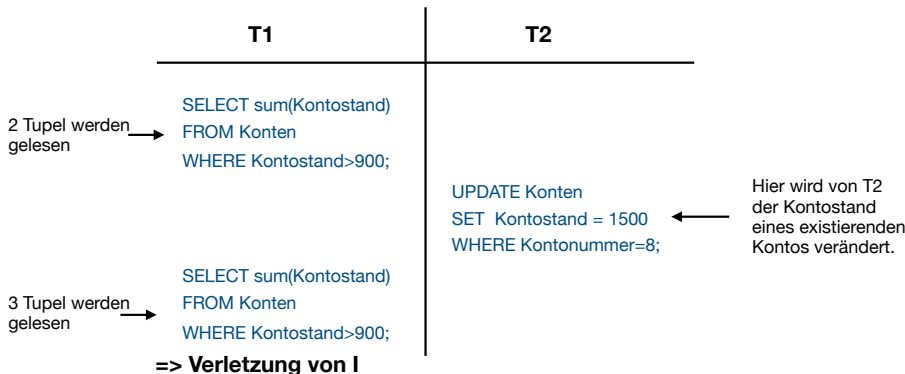 T1
T2
2 Tupel werden
gelesen
SELECT sum(Kontostand)
FROM Konten
WHERE Kontostand>900;
UPDATE Konten
SET Kontostand = 1500
WHERE Kontonummer=8;
Hier wird von T2
der Kontostand
eines existierenden
Kontos verändert.
3 Tupel werden
gelesen
SELECT sum(Kontostand)
FROM Konten
WHERE Kontostand>900;
=> Verletzung von I